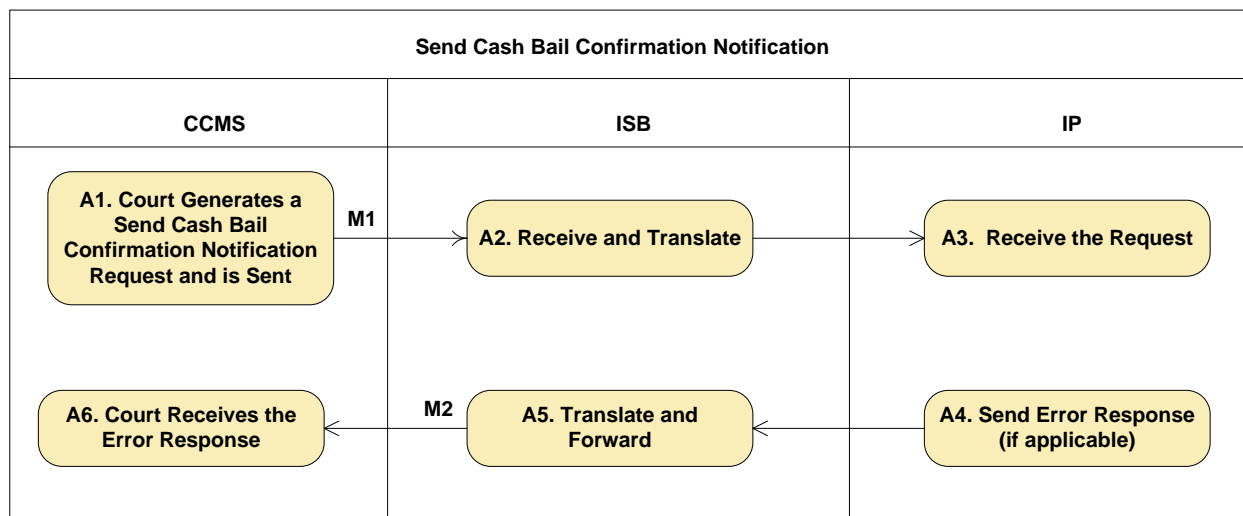 Send Cash Bail Confirmation Notification
CCMS
ISB
IP
A1. Court Generates a
Send Cash Bail
Confirmation Notification
Request and is Sent
M1
A2. Receive and Translate
A3. Receive the Request
A6. Court Receives the
Error Response
M2
A5. Translate and
Forward
A4. Send Error Response
(if applicable)